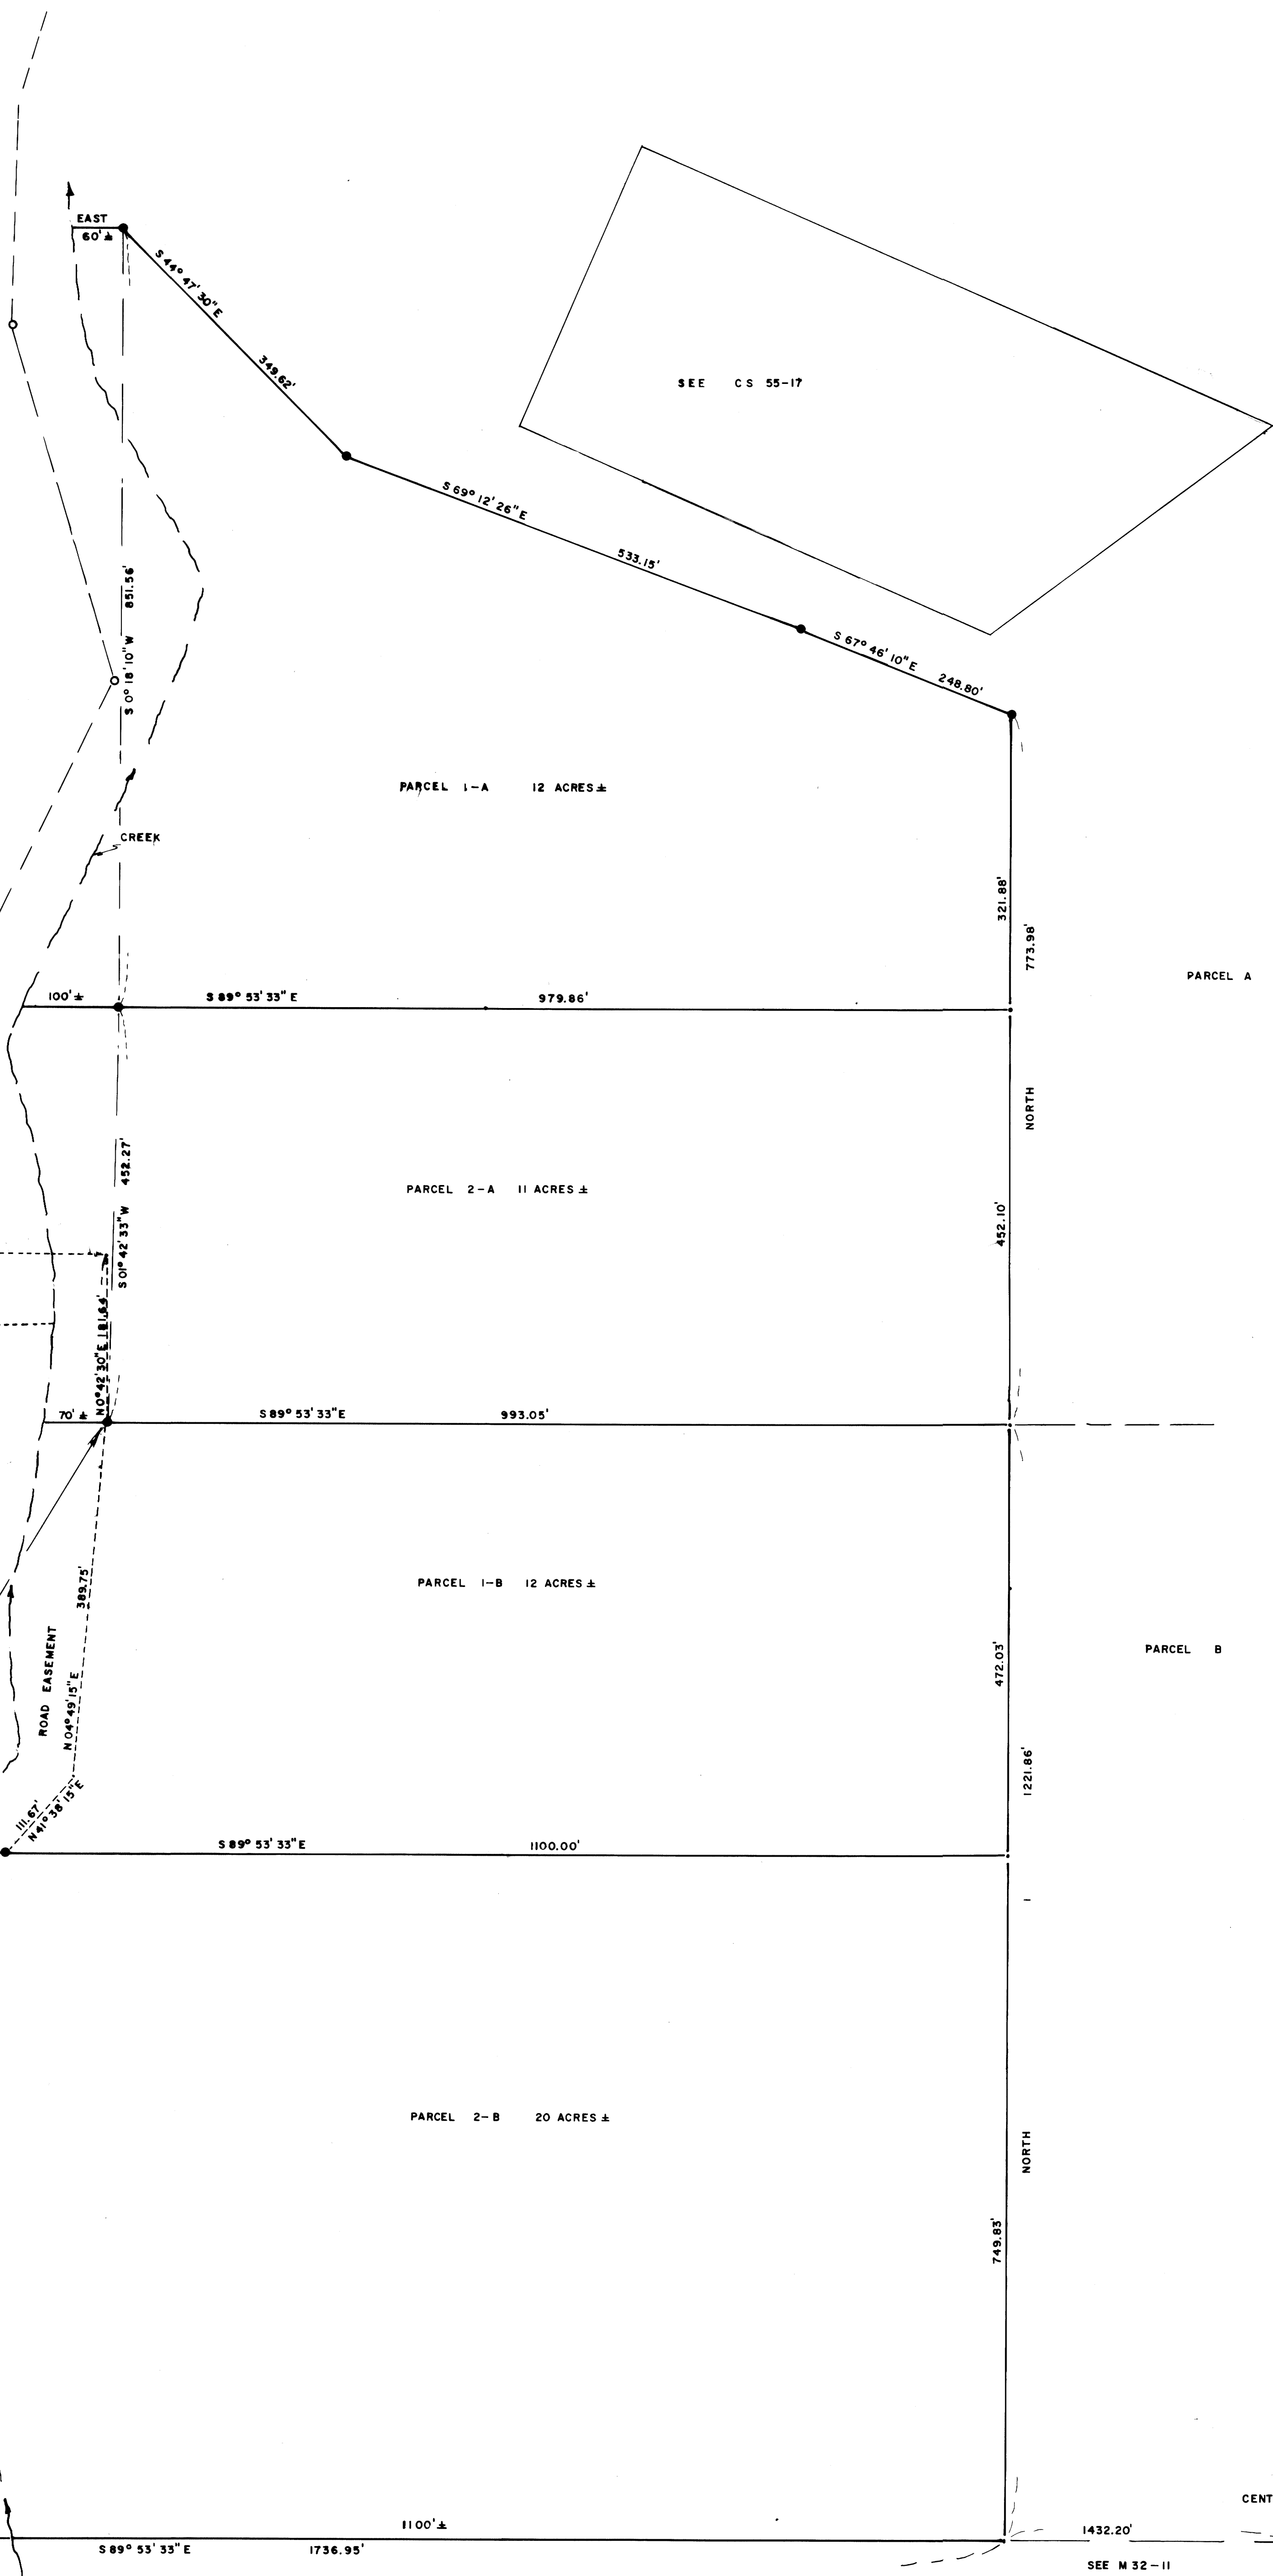 EAST
60' ±
S 44° 47' 30" E
349.62'
SEE CS 55-17
S 69° 12' 26" E
533.15'
S 0° 18' 10" W 851.56'
S 67° 46' 10" E
248.80'
PARCEL 1-A 12 ACRES ±
CREEK
321.88'
773.98'
PARCEL A
100' ±
S 89° 53' 33" E
979.86'
NORTH
S 01° 42' 33" W 452.27'
PARCEL 2-A 11 ACRES ±
452.10'
N 0° 42' 30" E 181.64'
70' ±
S 89° 53' 33" E
993.05'
389.75'
PARCEL 1-B 12 ACRES ±
ROAD EASEMENT
N 04° 49' 15" E
472.03'
PARCEL B
1221.86'
111.67'
N 41° 38' 15" E
S 89° 53' 33" E
1100.00'
PARCEL 2-B 20 ACRES ±
NORTH
749.83'
CENT
1100' ±
1432.20'
S 89° 53' 33" E
1736.95'
SEE M 32-11